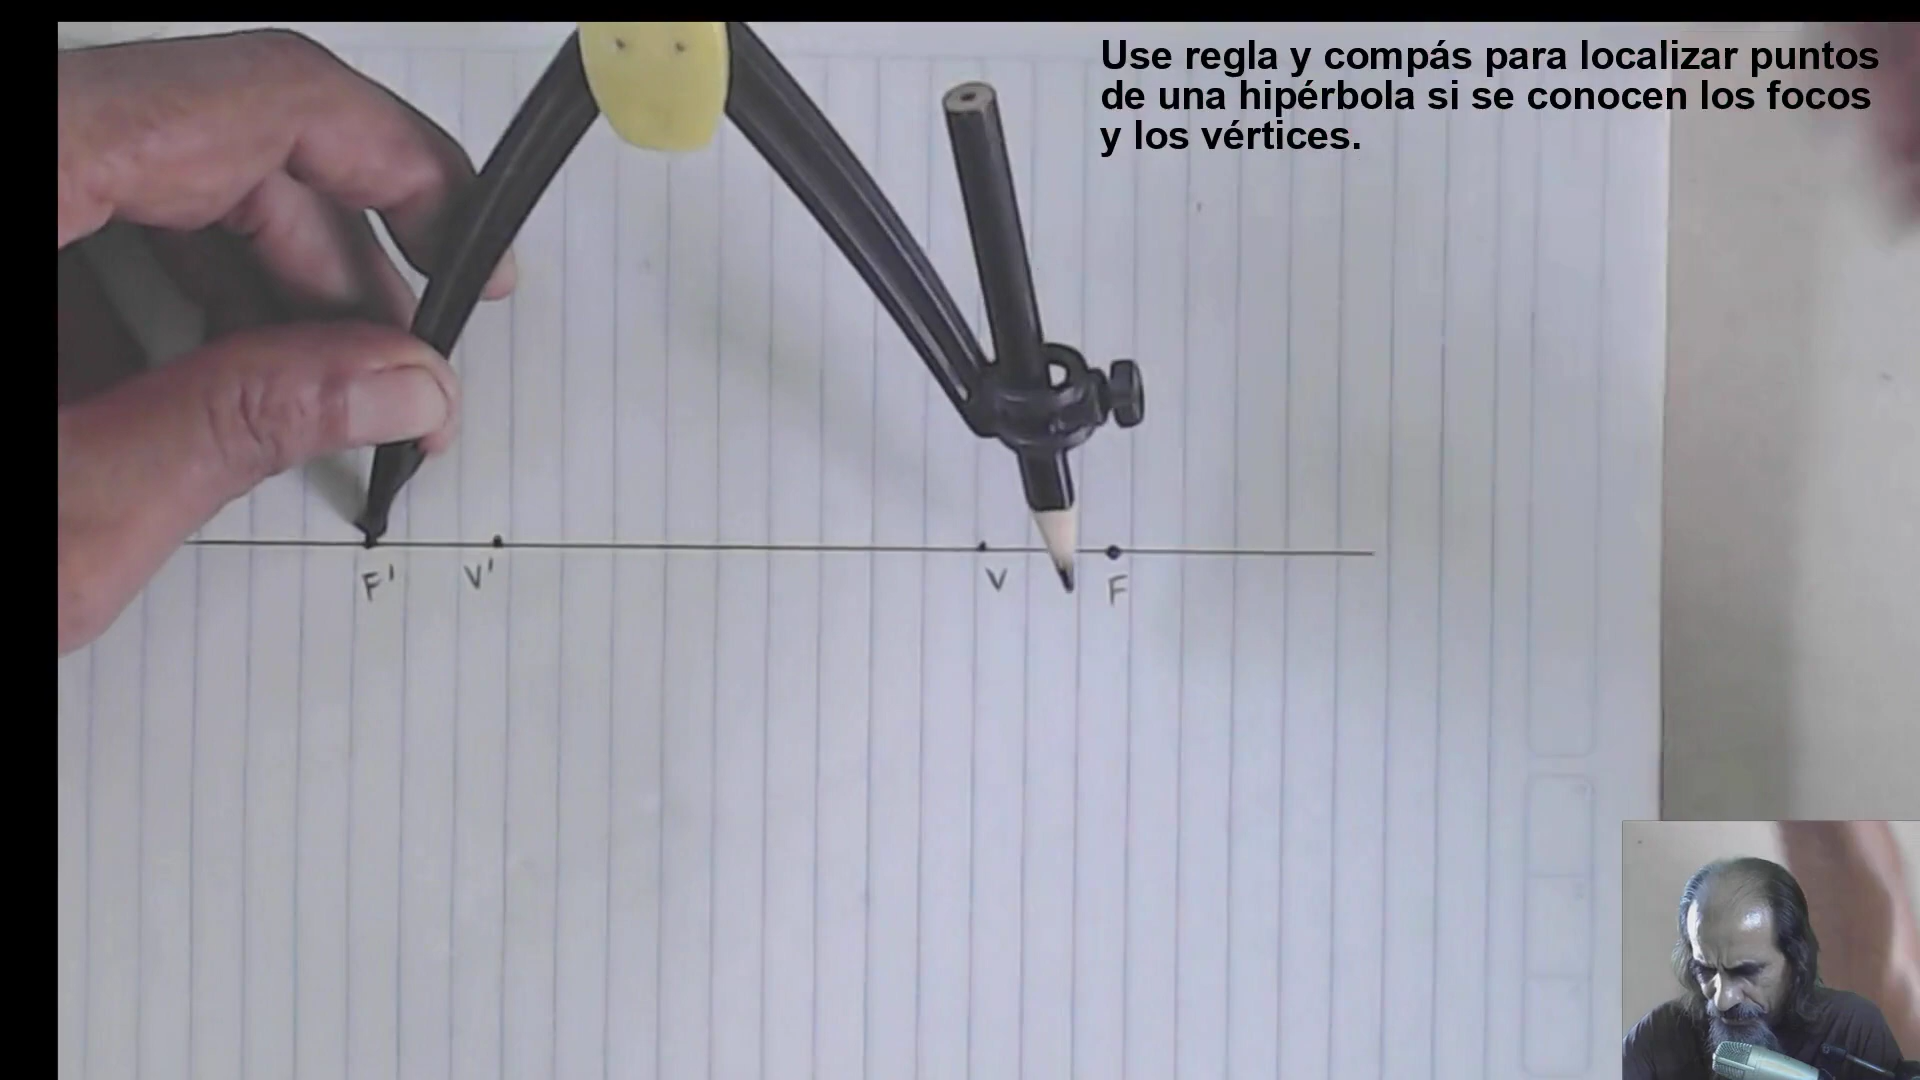 Use regla y compás para localizar puntos
de una hipérbola si se conocen los focos
y los vértices.
F' V' V F